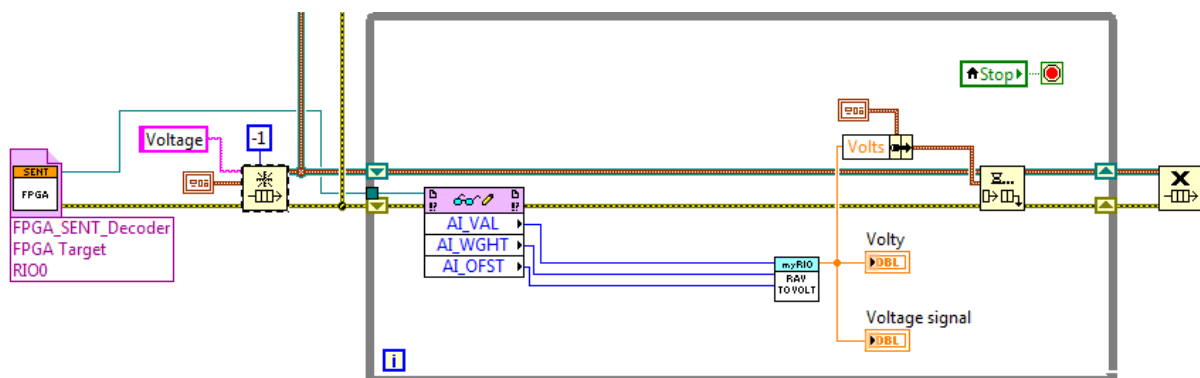 Stop
Voltage
-1
Volts
SENT
FPGA
FPGA_SENT_Decoder
FPGA Target
RIO0
AI_VAL
AI_WGHT
AI_OFST
myRIO
RAW
TO VOLT
Volty
DBL
Voltage signal
DBL
i